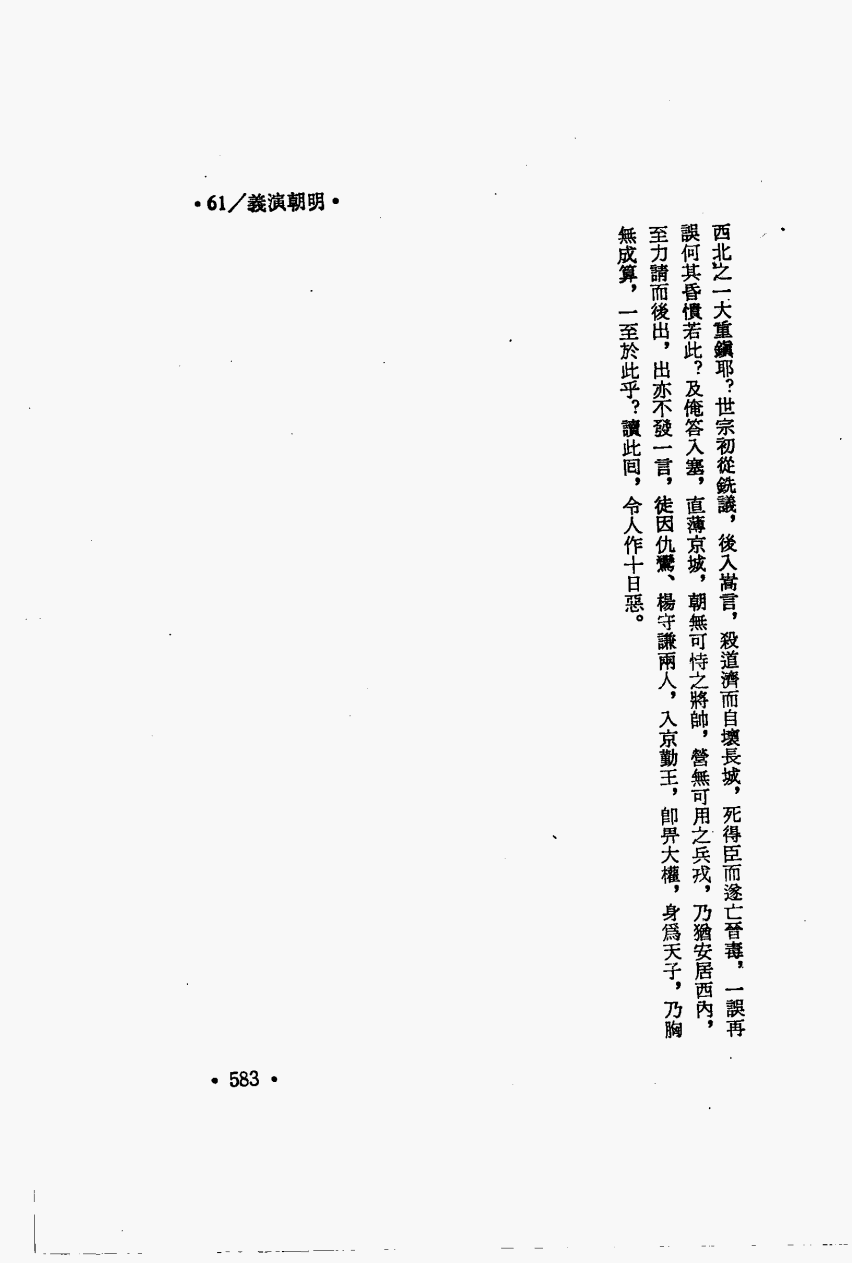 •61/義演朝明•
西北之一大重鎭耶？世宗初從銑議，後入嵩言，殺道濟而自壞長城，死得臣而遂亡晉毒，一誤再
誤何其昏憒若此？及俺答入塞，直薄京城，朝無可恃之將帥，營無可用之兵戎，乃猶安居西內，
至力請而後出，出亦不發一言，徒因仇鸞、楊守謙兩人，入京勤王，卽畀大權，身爲天子，乃胸
無成算，一至於此乎？讀此回，令人作十日惡。
• 583 •